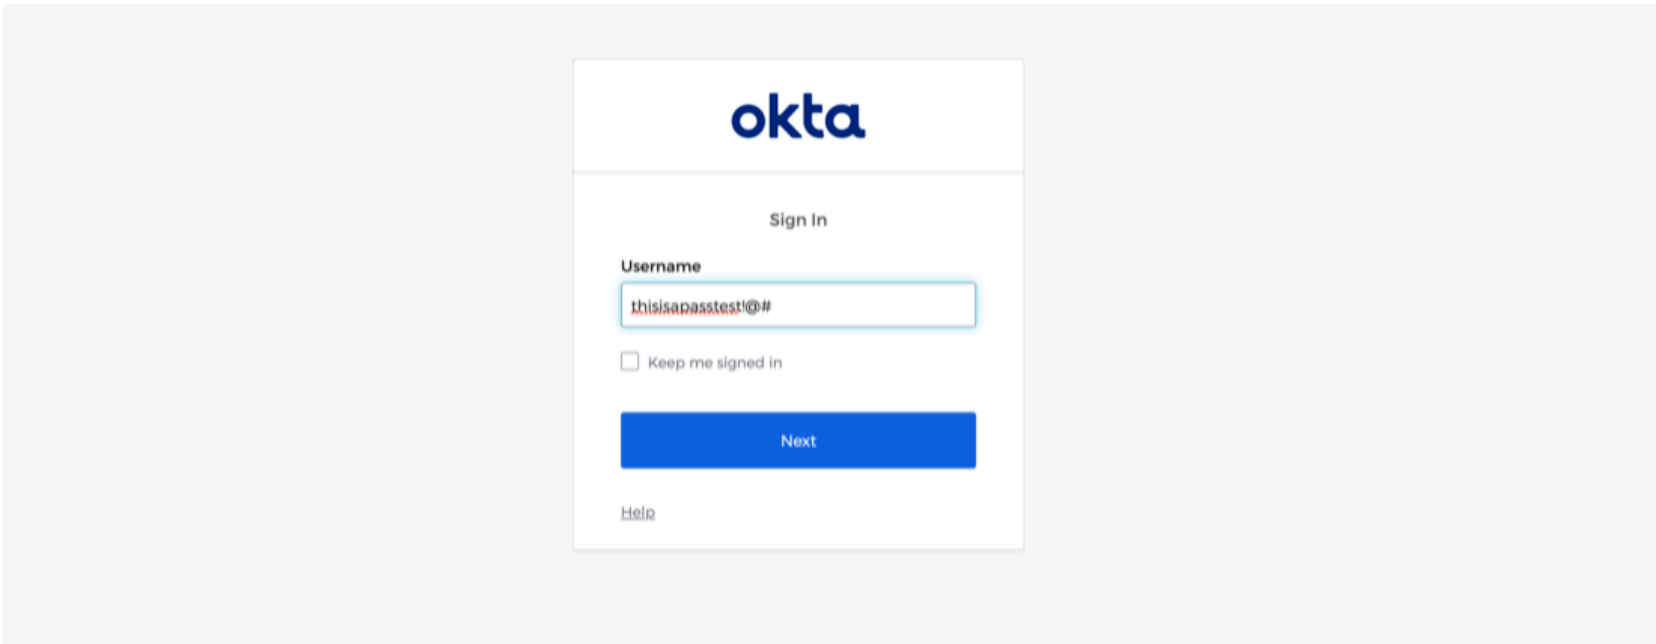 okta
Sign In
Username
thisisapasstest!@#
Keep me signed in
Next
Help